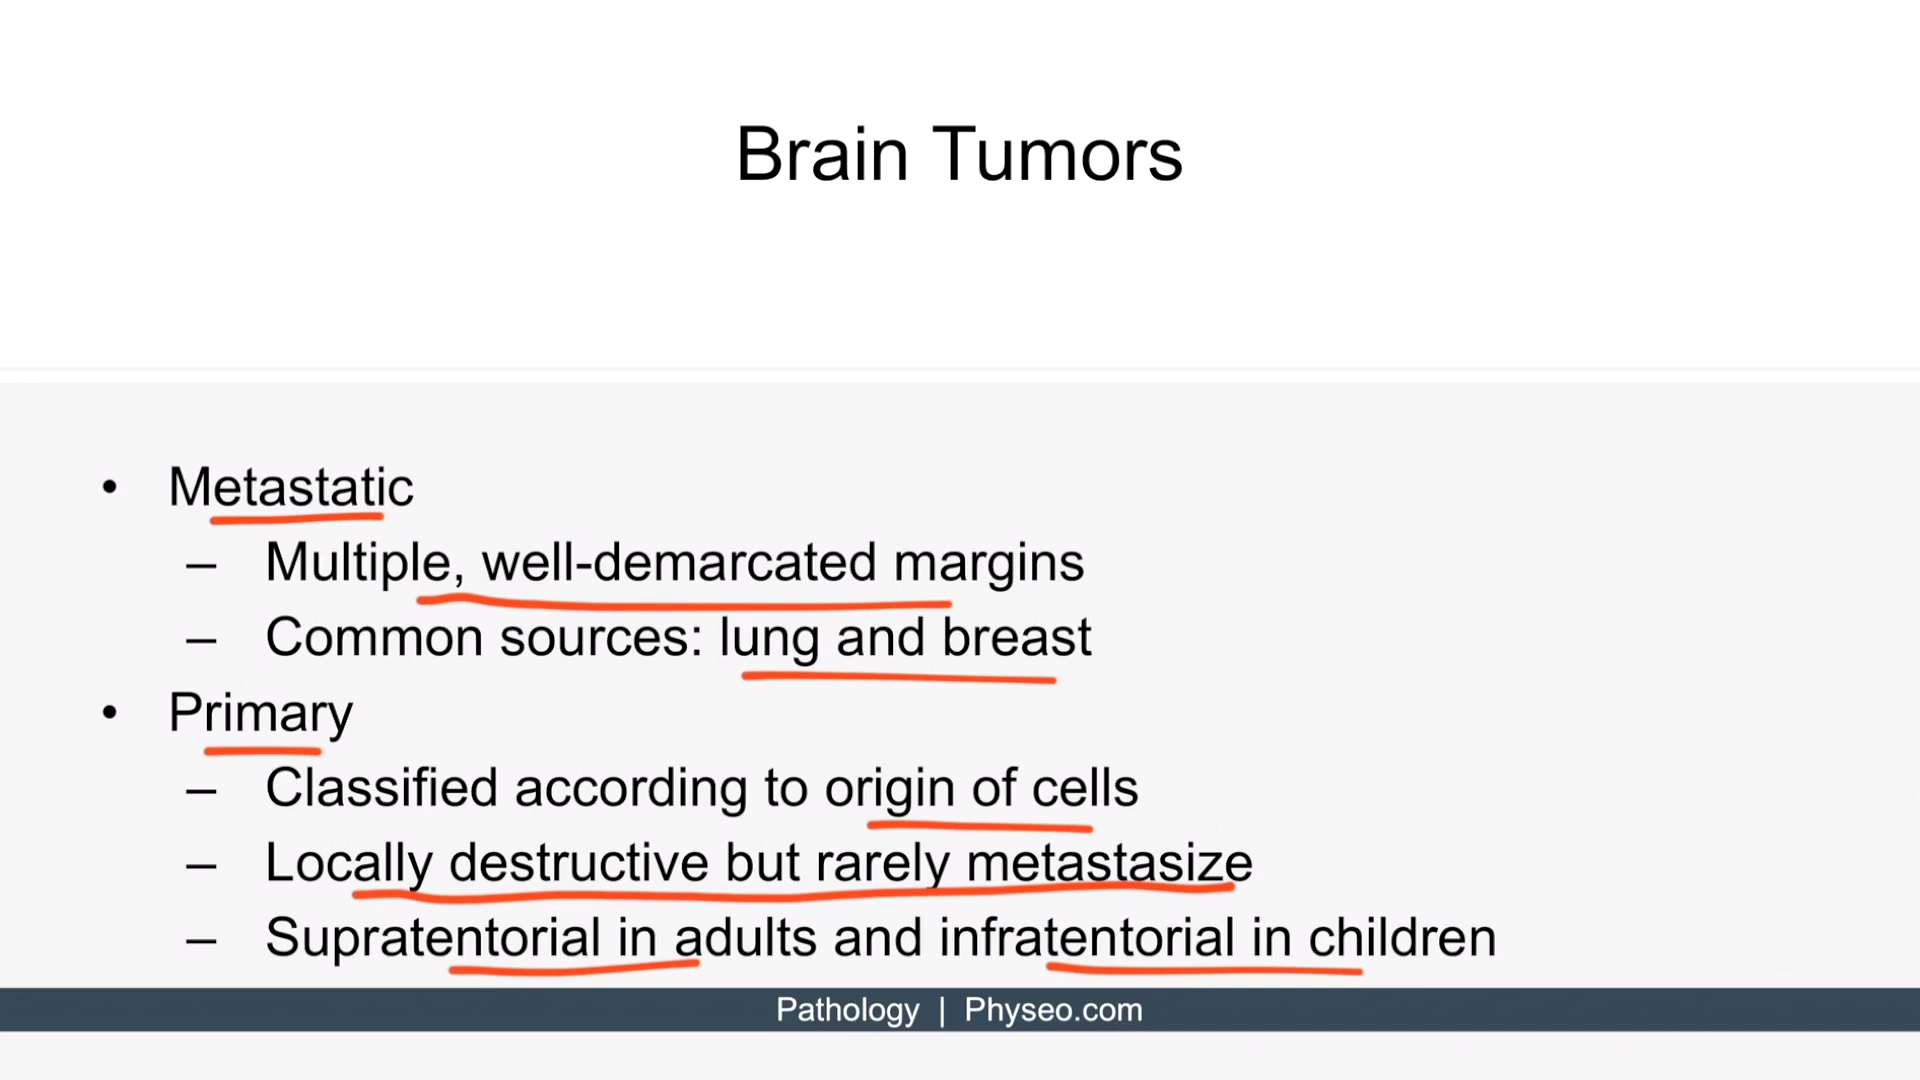 Brain Tumors
• Metastatic
– Multiple, well-demarcated margins
– Common sources: lung and breast
• Primary
– Classified according to origin of cells
– Locally destructive but rarely metastasize
– Supratentorial in adults and infratentorial in children
Pathology | Physeo.com